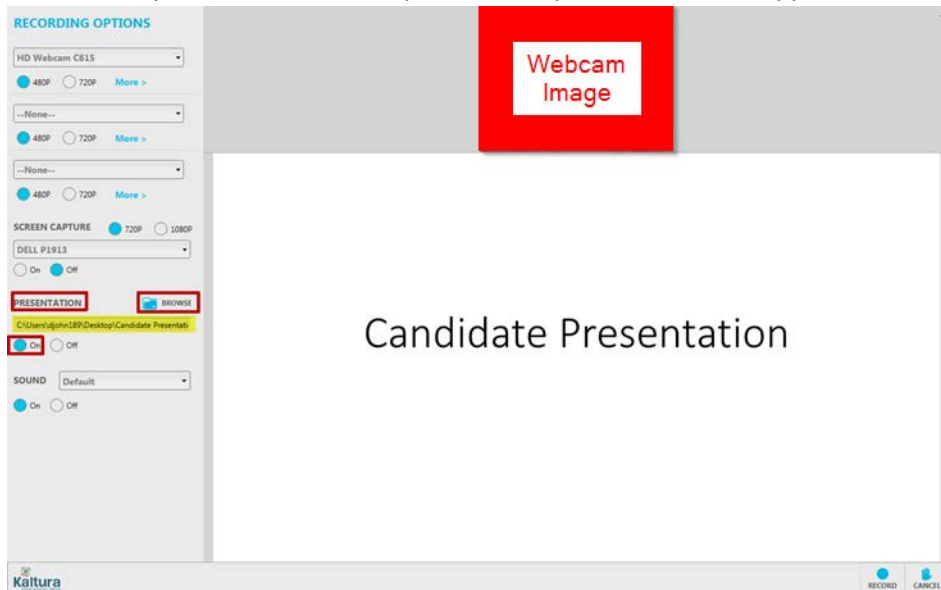 RECORDING OPTIONS
HD Webcam C615
480P 720P More >
--None--
480P 720P More >
--None--
480P 720P More >
SCREEN CAPTURE 720P 1080P
DELL P1913
On Off
PRESENTATION BROWSE
C:\Users\djohn189\Desktop\Candidate Presentati
On Off
SOUND Default
On Off
Webcam
Image
Candidate Presentation
Kaltura
RECORD CANCEL